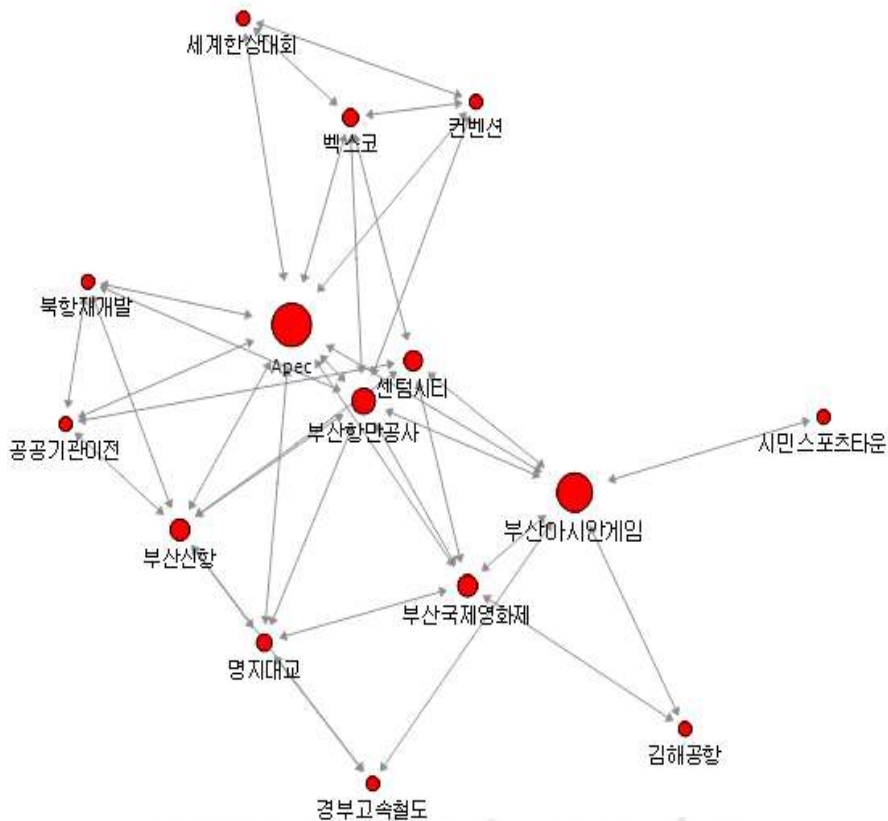 세계한상대회
컨벤션
벡스코
북항재개발
Apec
센텀시티
부산항만공사
공공기관이전
시민스포츠타운
부산아시안게임
부산신항
부산국제영화제
명지대교
김해공항
경부고속철도